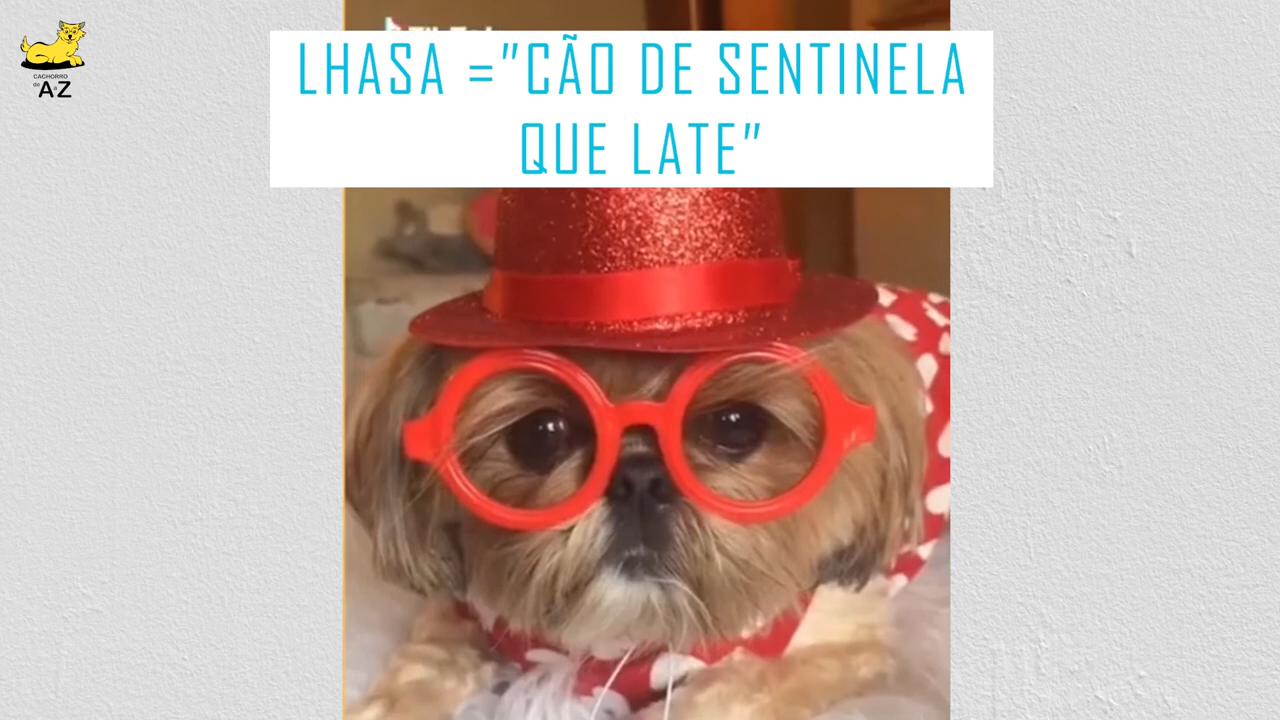 CACHORRO
de A a Z
LHASA ="CÃO DE SENTINELA
QUE LATE"